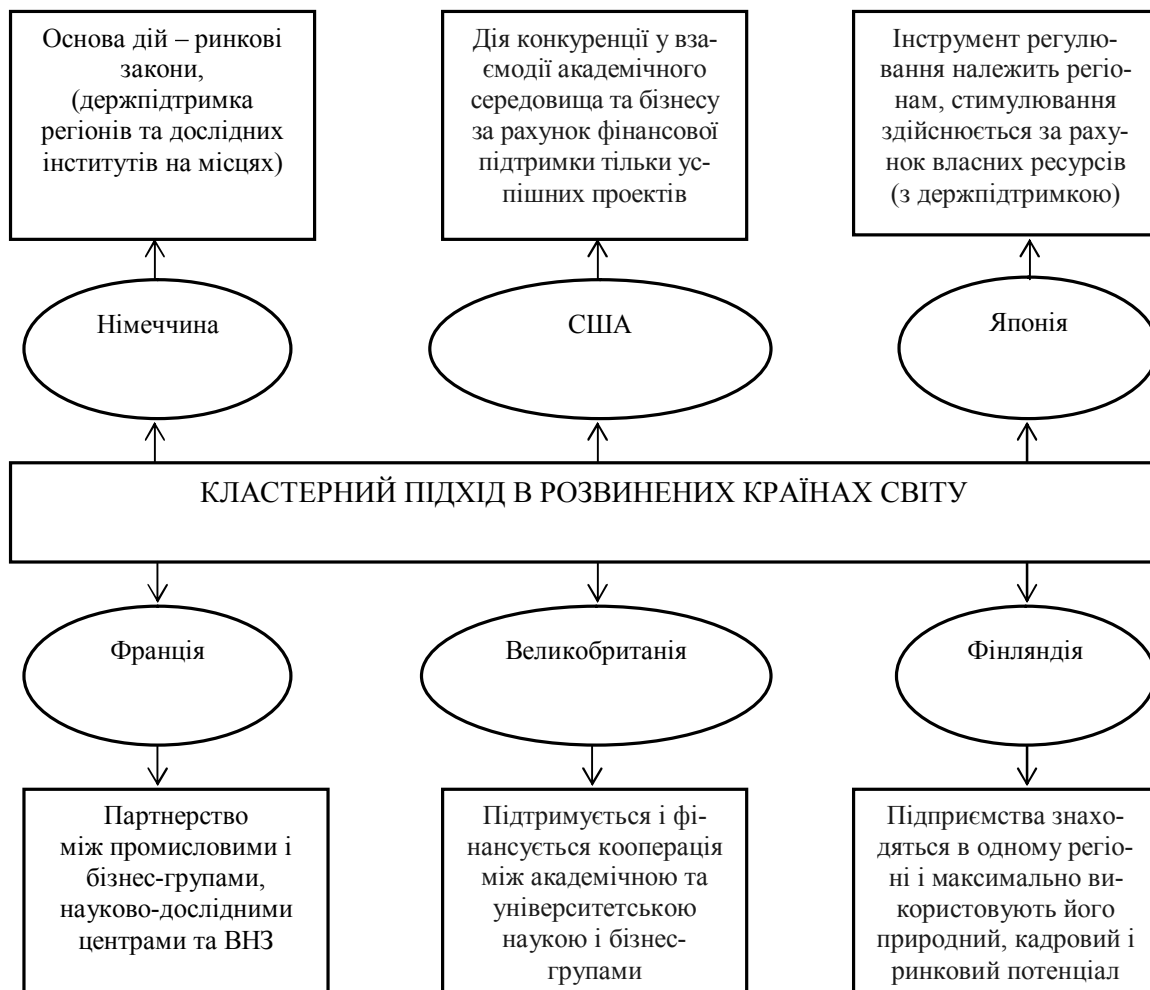 Основа дій – ринкові
закони,
(держпідтримка
регіонів та дослідних
інститутів на місцях)
Дія конкуренції у вза-
ємодії академічного
середовища та бізнесу
за рахунок фінансової
підтримки тільки ус-
пішних проектів
Інструмент регулю-
вання належить регіо-
нам, стимулювання
здійснюється за раху-
нок власних ресурсів
(з держпідтримкою)
Німеччина
США
Японія
КЛАСТЕРНИЙ ПІДХІД В РОЗВИНЕНИХ КРАЇНАХ СВІТУ
Франція
Великобританія
Фінляндія
Партнерство
між промисловими і
бізнес-групами,
науково-дослідними
центрами та ВНЗ
Підтримується і фі-
нансується кооперація
між академічною та
університетською
наукою і бізнес-
групами
Підприємства знахо-
дяться в одному регіо-
ні і максимально ви-
користовують його
природний, кадровий і
ринковий потенціал